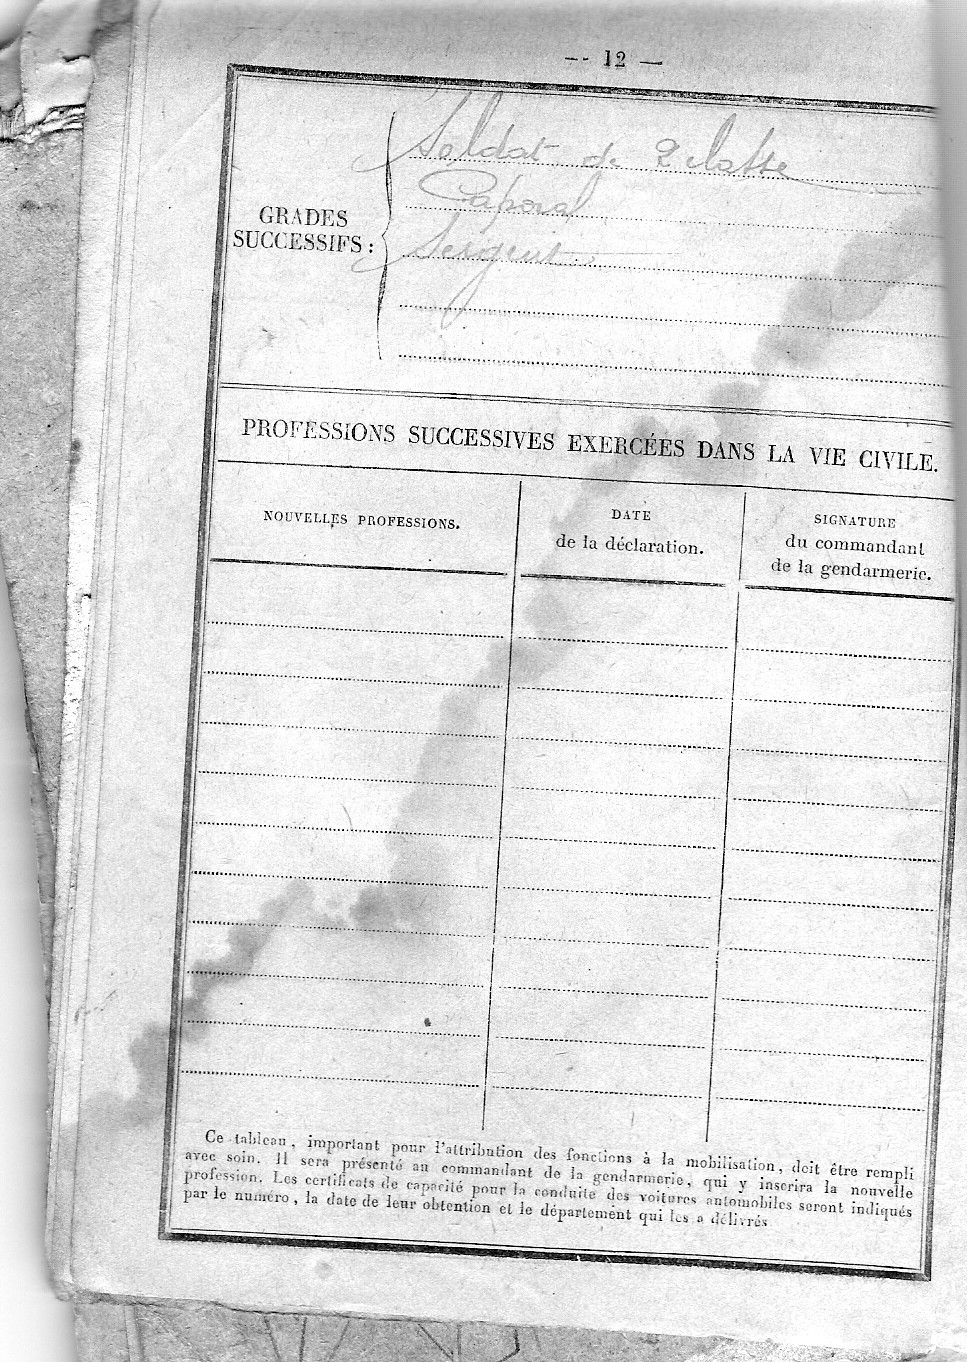 — 12 —
Soldat de 2 classe
Caporal
GRADES
SUCCESSIFS :
Sergent
PROFESSIONS SUCCESSIVES EXERCÉES DANS LA VIE CIVILE.
NOUVELLES PROFESSIONS.
DATE
de la déclaration.
SIGNATURE
du commandant
de la gendarmerie.
Ce tableau, important pour l'attribution des fonctions à la mobilisation, doit être rempli
avec soin. Il sera présenté au commandant de la gendarmerie, qui y inscrira la nouvelle
profession. Les certificats de capacité pour la conduite des voitures automobiles seront indiqués
par le numéro, la date de leur obtention et le département qui les a délivrés